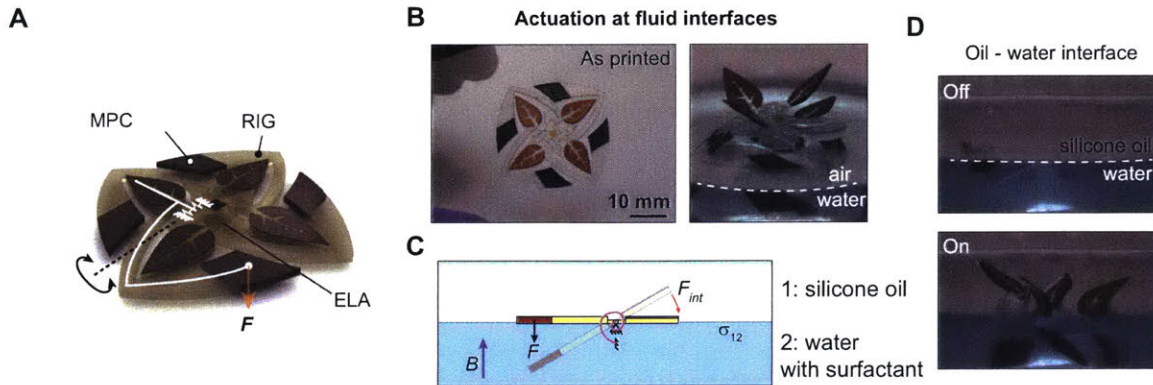 A
MPC
RIG
ELA
F
B
Actuation at fluid interfaces
As printed
10 mm
air
water
C
F
B
F_int
σ_12
1: silicone oil
2: water
with surfactant
D
Oil - water interface
Off
silicone oil
water
On